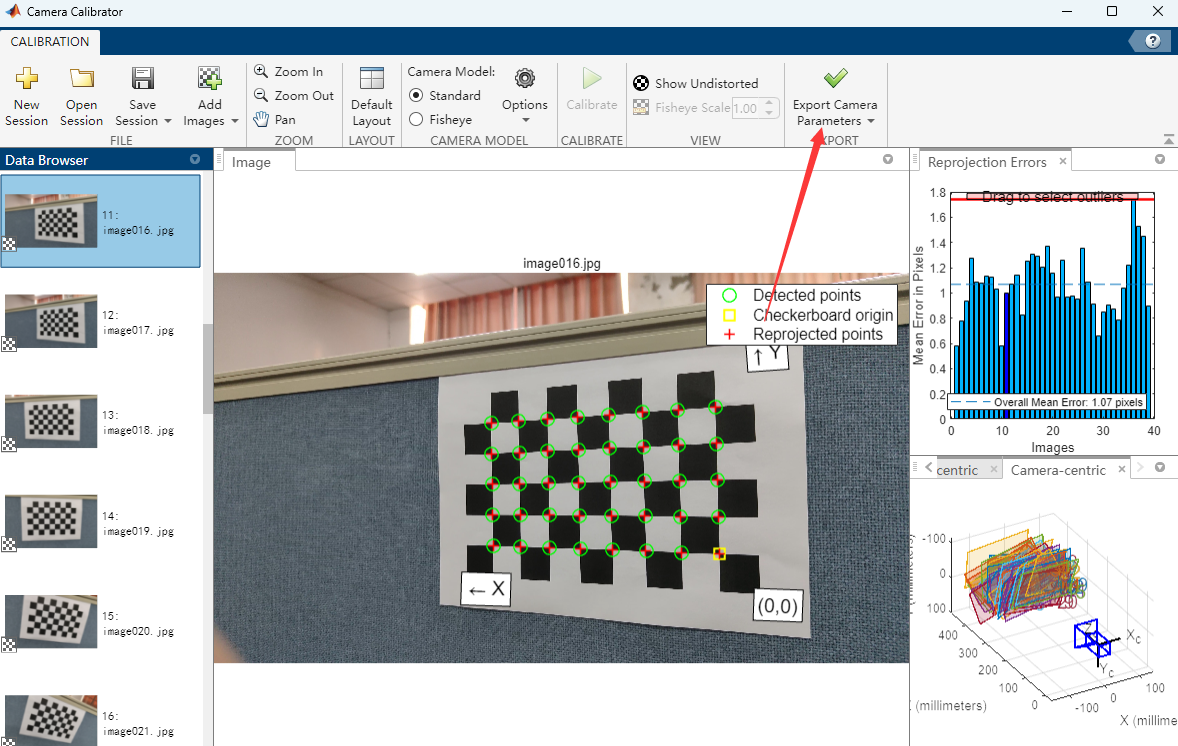 Camera Calibrator
CALIBRATION
?
New
Session
Open
Session
Save
Session
Add
Images
FILE
Zoom In
Zoom Out
Pan
ZOOM
Default
Layout
LAYOUT
Camera Model:
Standard
Fisheye
Options
CAMERA MODEL
Calibrate
CALIBRATE
Show Undistorted
Fisheye Scale 1.00
VIEW
Export Camera
Parameters
EXPORT
Data Browser
11:
image016.jpg
12:
image017.jpg
13:
image018.jpg
14:
image019.jpg
15:
image020.jpg
16:
image021.jpg
Image
image016.jpg
Detected points
Checkerboard origin
Reprojected points
↑ Y
← X
(0,0)
Reprojection Errors ×
Drag to select outliers
Mean Error in Pixels
1.8
1.6
1.4
1.2
1
0.8
0.6
0.4
0.2
0
Overall Mean Error: 1.07 pixels
0 10 20 30 40
Images
centric × Camera-centric ×
-100
0
100
(millimeters)
400
300
200
100
0
Z
Xc
Yc
-100
0
100
(millimeters)
X (millime